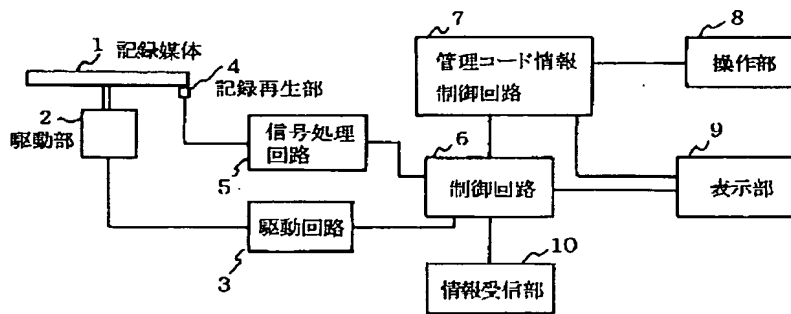 1 記録媒体
4
記録再生部
2
駆動部
信号処理
回路
5
駆動回路
3
7
管理コード情報
制御回路
6
制御回路
8
操作部
9
表示部
10
情報受信部